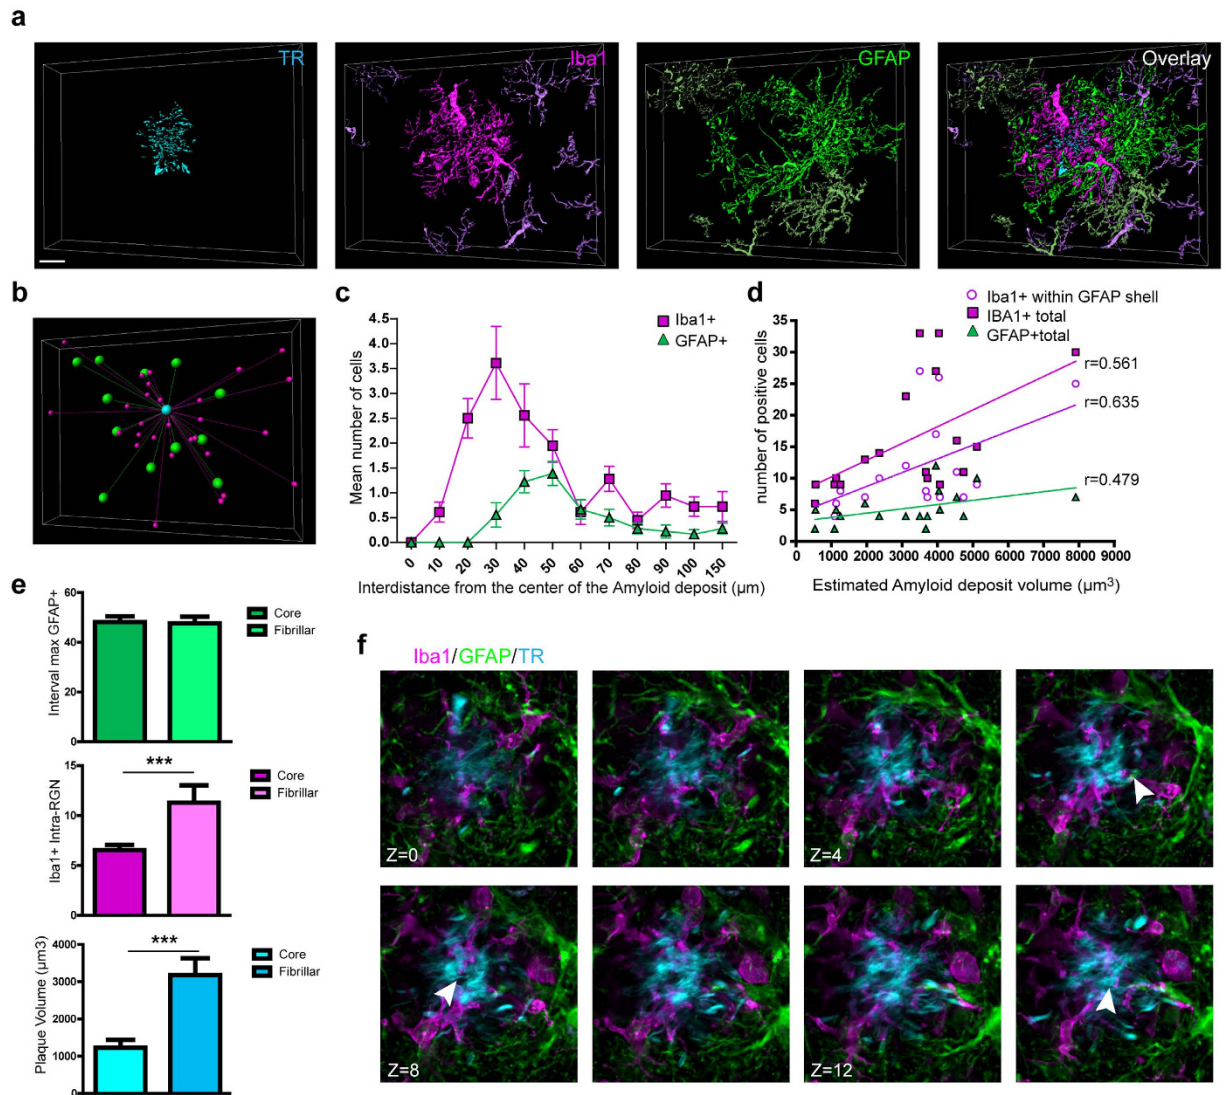 a
TR
Iba1
GFAP
Overlay
b
c
Mean number of cells
4.5
4.0
3.5
3.0
2.5
2.0
1.5
1.0
0.5
0.0
Iba1+
GFAP+
0 10 20 30 40 50 60 70 80 90 100 150
Interdistance from the center of the Amyloid deposit (µm)
d
Iba1+ within GFAP shell
IBA1+ total
GFAP+total
number of positive cells
35
30
25
20
15
10
5
0
r=0.561
r=0.635
r=0.479
0 1000 2000 3000 4000 5000 6000 7000 8000 9000
Estimated Amyloid deposit volume (µm³)
e
Interval max GFAP+
60
40
20
0
Core
Fibrillar
Iba1+ Intra-RGN
15
10
5
0
***
Core
Fibrillar
Plaque Volume (µm3)
4000
3000
2000
1000
0
***
Core
Fibrillar
f
Iba1/GFAP/TR
Z=0
Z=4
Z=8
Z=12